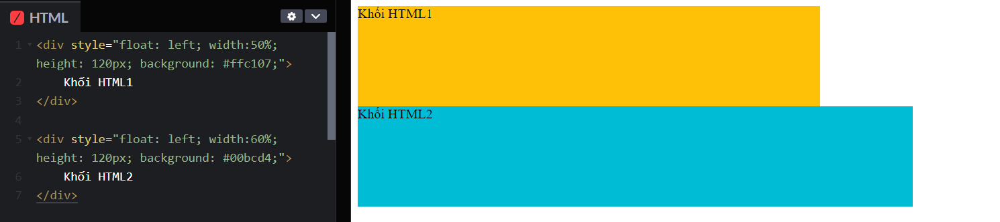 HTML
1 <div style="float: left; width:50%;
height: 120px; background: #ffc107;">
2 Khối HTML1
3 </div>
4
5 <div style="float: left; width:60%;
height: 120px; background: #00bcd4;">
6 Khối HTML2
7 </div>
Khối HTML1
Khối HTML2